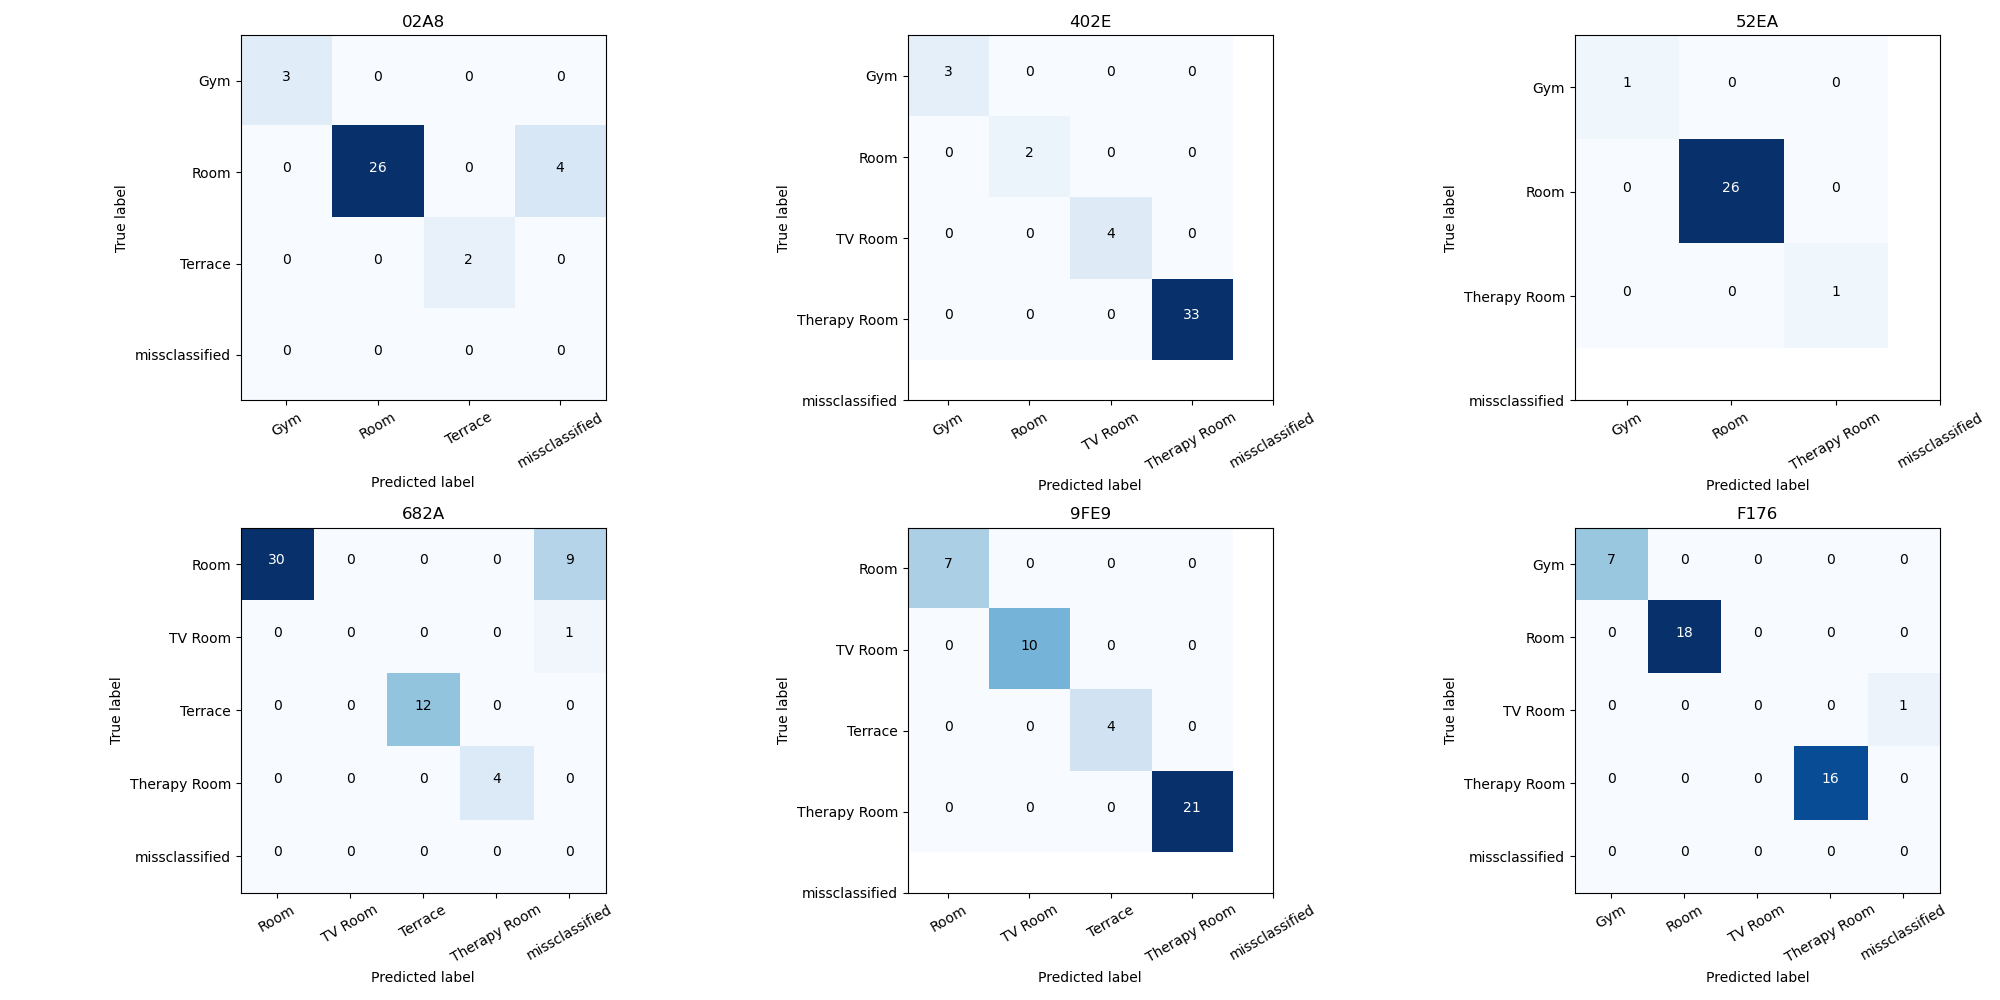 02A8
Gym 3 0 0 0
Room 0 26 0 4
Terrace 0 0 2 0
missclassified 0 0 0 0
True label
Gym Room Terrace missclassified
Predicted label
402E
Gym 3 0 0 0
Room 0 2 0 0
TV Room 0 0 4 0
Therapy Room 0 0 0 33
missclassified
True label
Gym Room TV Room Therapy Room missclassified
Predicted label
52EA
Gym 1 0 0
Room 0 26 0
Therapy Room 0 0 1
missclassified
True label
Gym Room Therapy Room missclassified
Predicted label
682A
Room 30 0 0 0 9
TV Room 0 0 0 0 1
Terrace 0 0 12 0 0
Therapy Room 0 0 0 4 0
missclassified 0 0 0 0 0
True label
Room TV Room Terrace Therapy Room missclassified
Predicted label
9FE9
Room 7 0 0 0
TV Room 0 10 0 0
Terrace 0 0 4 0
Therapy Room 0 0 0 21
missclassified
True label
Room TV Room Terrace Therapy Room missclassified
Predicted label
F176
Gym 7 0 0 0 0
Room 0 18 0 0 0
TV Room 0 0 0 0 1
Therapy Room 0 0 0 16 0
missclassified 0 0 0 0 0
True label
Gym Room TV Room Therapy Room missclassified
Predicted label